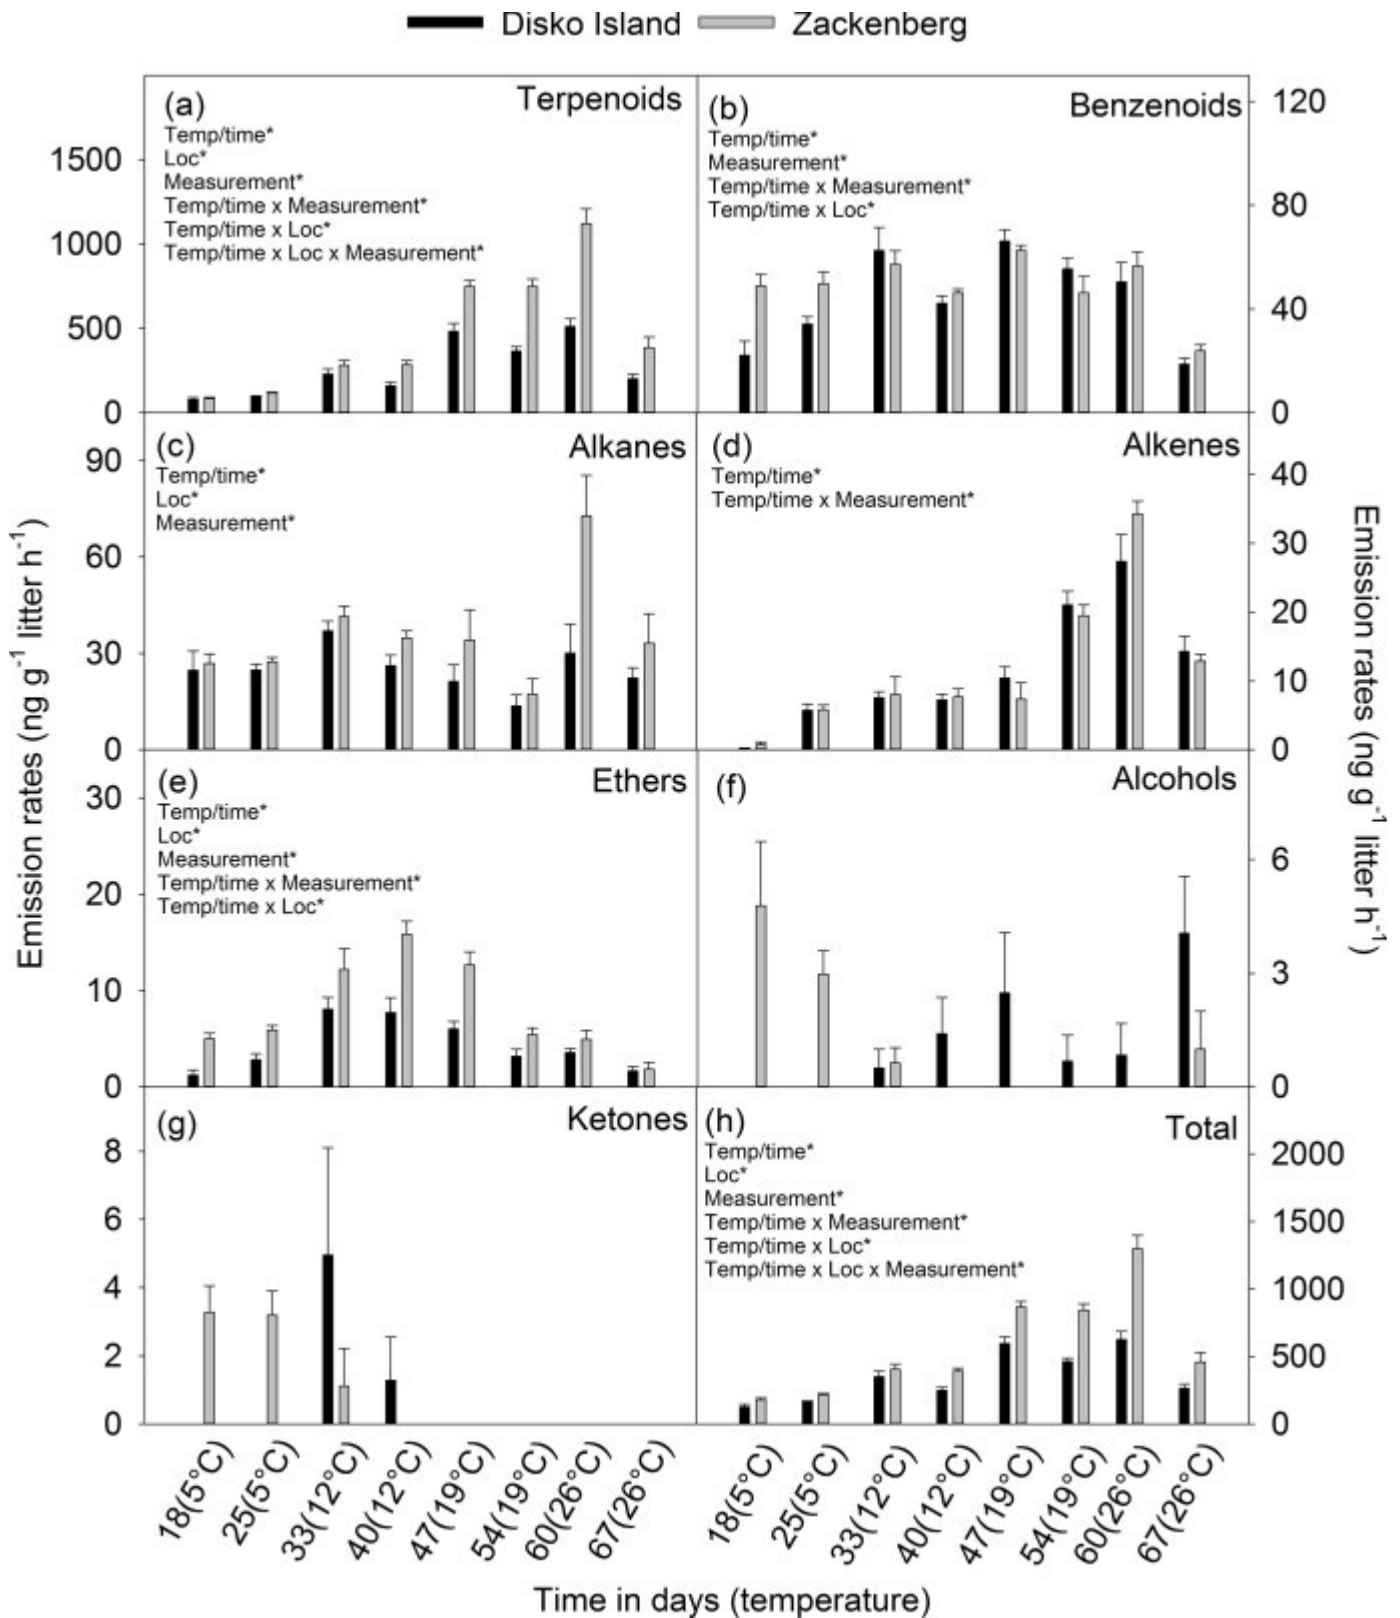 Disko Island Zackenberg
(a) Terpenoids
Temp/time*
Loc*
Measurement*
Temp/time x Measurement*
Temp/time x Loc*
Temp/time x Loc x Measurement*
1500
1000
500
0
(b) Benzenoids
Temp/time*
Measurement*
Temp/time x Measurement*
Temp/time x Loc*
120
80
40
0
(c) Alkanes
Temp/time*
Loc*
Measurement*
90
60
30
0
(d) Alkenes
Temp/time*
Temp/time x Measurement*
40
30
20
10
0
Emission rates (ng g⁻¹ litter h⁻¹)
Emission rates (ng g⁻¹ litter h⁻¹)
(e) Ethers
Temp/time*
Loc*
Measurement*
Temp/time x Measurement*
Temp/time x Loc*
30
20
10
0
(f) Alcohols
6
3
0
(g) Ketones
8
6
4
2
0
(h) Total
Temp/time*
Loc*
Measurement*
Temp/time x Measurement*
Temp/time x Loc*
Temp/time x Loc x Measurement*
2000
1500
1000
500
0
18(5°C)
25(5°C)
33(12°C)
40(12°C)
47(19°C)
54(19°C)
60(26°C)
67(26°C)
18(5°C)
25(5°C)
33(12°C)
40(12°C)
47(19°C)
54(19°C)
60(26°C)
67(26°C)
Time in days (temperature)